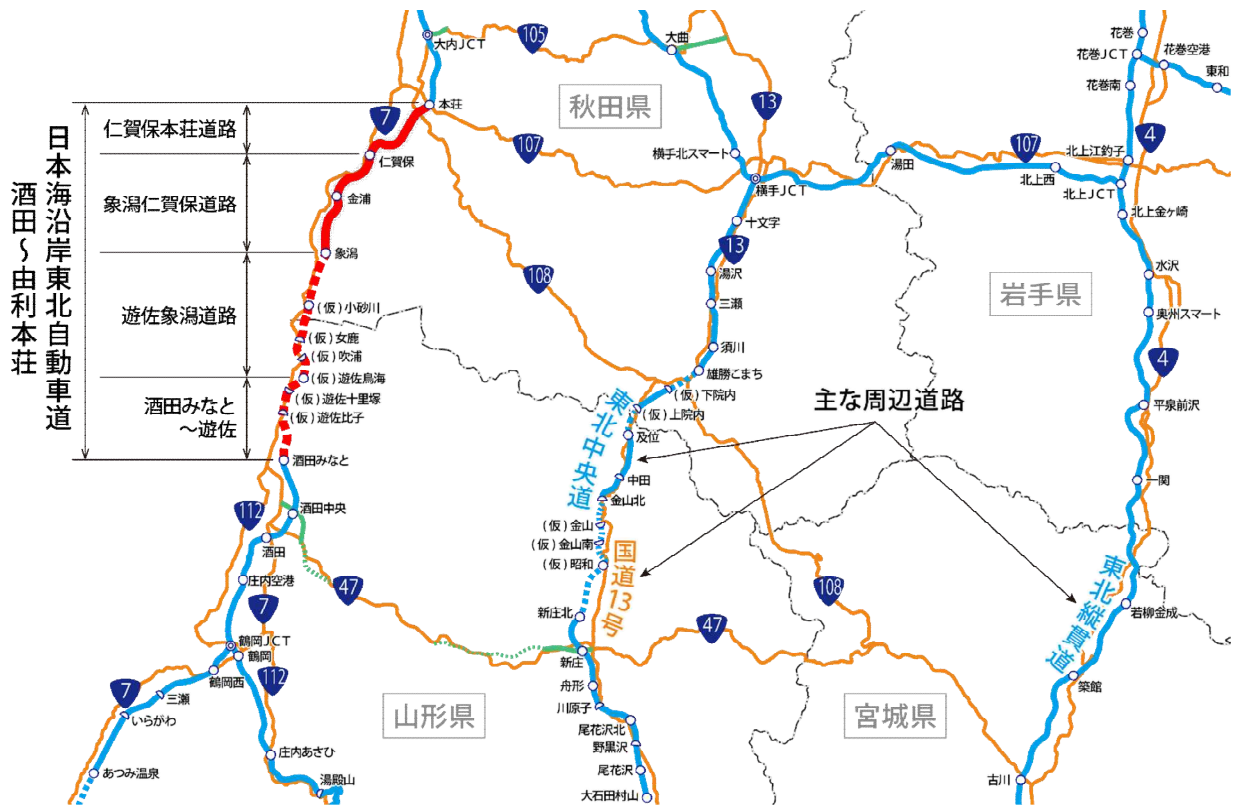 日本海沿岸東北自動車道
酒田～由利本荘
仁賀保本荘道路
象潟仁賀保道路
遊佐象潟道路
酒田みなと
～遊佐
大内JCT
本荘
仁賀保
金浦
象潟
(仮)小砂川
(仮)女鹿
(仮)吹浦
(仮)遊佐鳥海
(仮)遊佐十里塚
(仮)遊佐比子
酒田みなと
酒田中央
酒田
庄内空港
鶴岡JCT
鶴岡
鶴岡西
三瀬
いらがわ
あつみ温泉
庄内あさひ
湯殿山
7
105
107
108
112
47
7
112
7
秋田県
大曲
13
横手北スマート
横手JCT
十文字
13
湯沢
三瀬
須川
雄勝こまち
(仮)下院内
(仮)上院内
及位
中田
金山北
(仮)金山
(仮)金山南
(仮)昭和
新庄北
新庄
舟形
川原子
尾花沢北
野黒沢
尾花沢
大石田村山
東北中央道
国道13号
47
108
山形県
宮城県
主な周辺道路
湯田
107
北上西
北上JCT
北上江釣子
花巻
花巻JCT
花巻空港
東和
花巻南
4
北上金ヶ崎
水沢
奥州スマート
岩手県
4
平泉前沢
一関
若柳金成
築館
古川
東北縦貫道